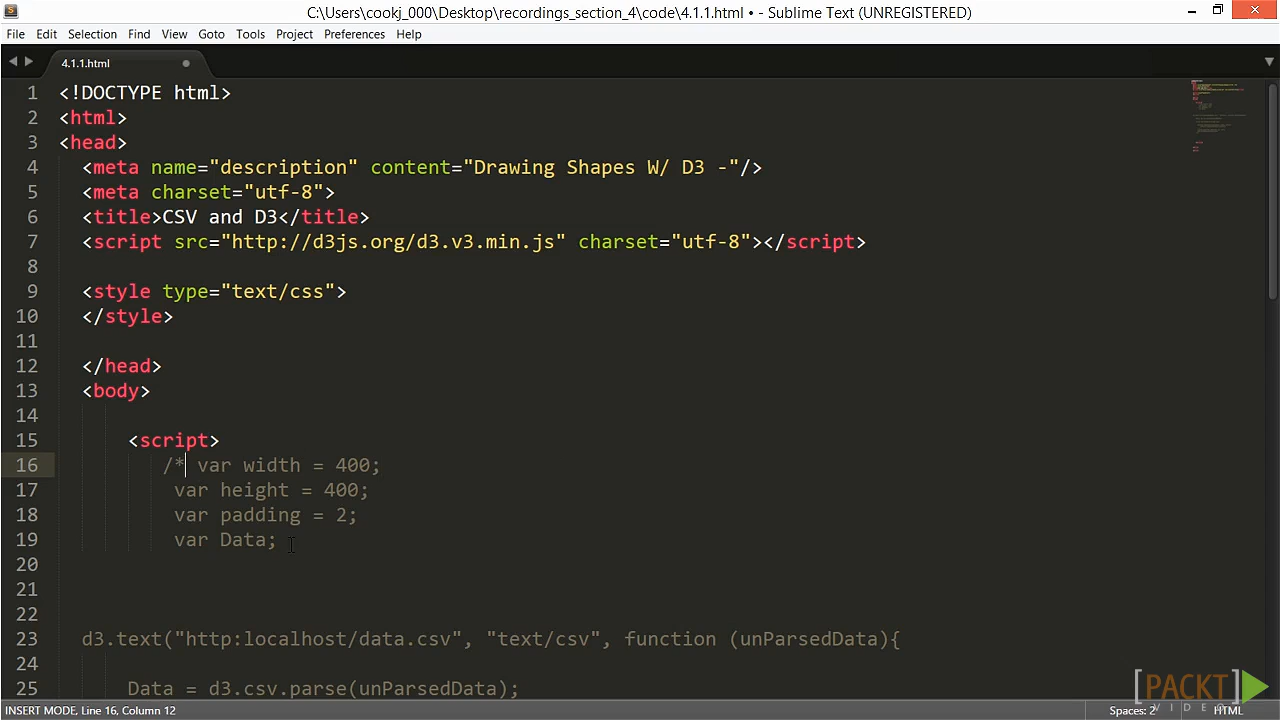 C:\Users\cookj_000\Desktop\recordings_section_4\code\4.1.1.html • - Sublime Text (UNREGISTERED)
File Edit Selection Find View Goto Tools Project Preferences Help
4.1.1.html
1 <!DOCTYPE html>
2 <html>
3 <head>
4 <meta name="description" content="Drawing Shapes W/ D3 -"/>
5 <meta charset="utf-8">
6 <title>CSV and D3</title>
7 <script src="http://d3js.org/d3.v3.min.js" charset="utf-8"></script>
8
9 <style type="text/css">
10 </style>
11
12 </head>
13 <body>
14
15 <script>
16 /* var width = 400;
17 var height = 400;
18 var padding = 2;
19 var Data;
20
21
22
23 d3.text("http:localhost/data.csv", "text/csv", function (unParsedData){
24
25 Data = d3.csv.parse(unParsedData);
[PACKT]
VIDEO
INSERT MODE, Line 16, Column 12 Spaces: 2 HTML